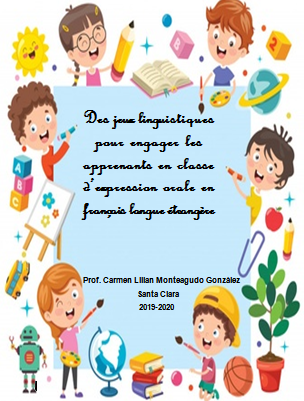 Des jeux linguistiques
pour engager les
apprenants en classe
d'expression orale en
français langue étrangère
Prof. Carmen Lilian Monteagudo González
Santa Clara
2019-2020